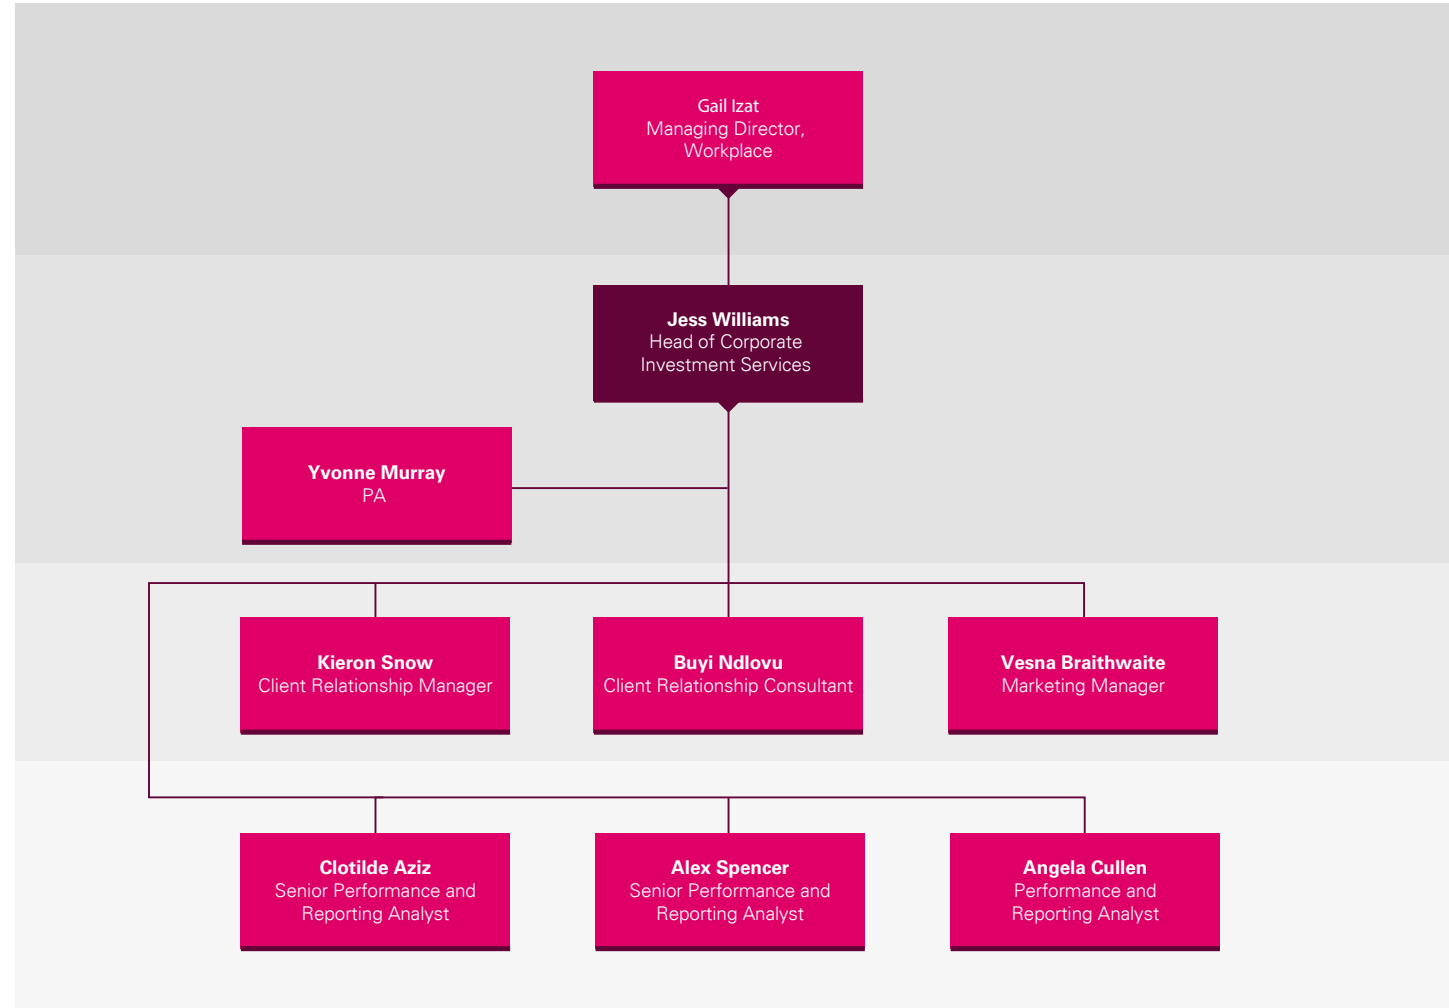 Gail Izat
Managing Director,
Workplace
Jess Williams
Head of Corporate
Investment Services
Yvonne Murray
PA
Kieron Snow
Client Relationship Manager
Buyi Ndlovu
Client Relationship Consultant
Vesna Braithwaite
Marketing Manager
Clotilde Aziz
Senior Performance and
Reporting Analyst
Alex Spencer
Senior Performance and
Reporting Analyst
Angela Cullen
Performance and
Reporting Analyst